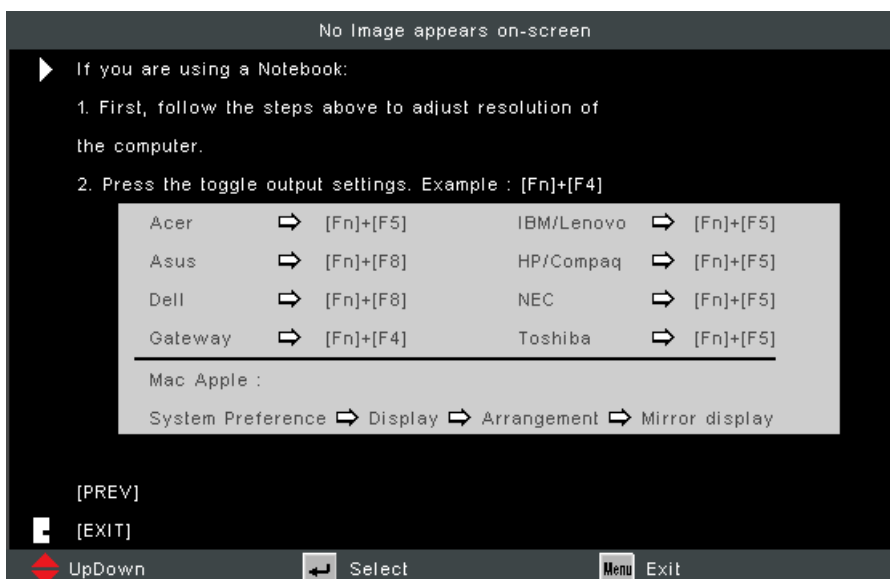 No Image appears on-screen
If you are using a Notebook:
1. First, follow the steps above to adjust resolution of
the computer.
2. Press the toggle output settings. Example : [Fn]+[F4]
Acer ⇨ [Fn]+[F5] IBM/Lenovo ⇨ [Fn]+[F5]
Asus ⇨ [Fn]+[F8] HP/Compaq ⇨ [Fn]+[F5]
Dell ⇨ [Fn]+[F8] NEC ⇨ [Fn]+[F5]
Gateway ⇨ [Fn]+[F4] Toshiba ⇨ [Fn]+[F5]
Mac Apple :
System Preference ⇨ Display ⇨ Arrangement ⇨ Mirror display
[PREV]
[EXIT]
UpDown Select Menu Exit